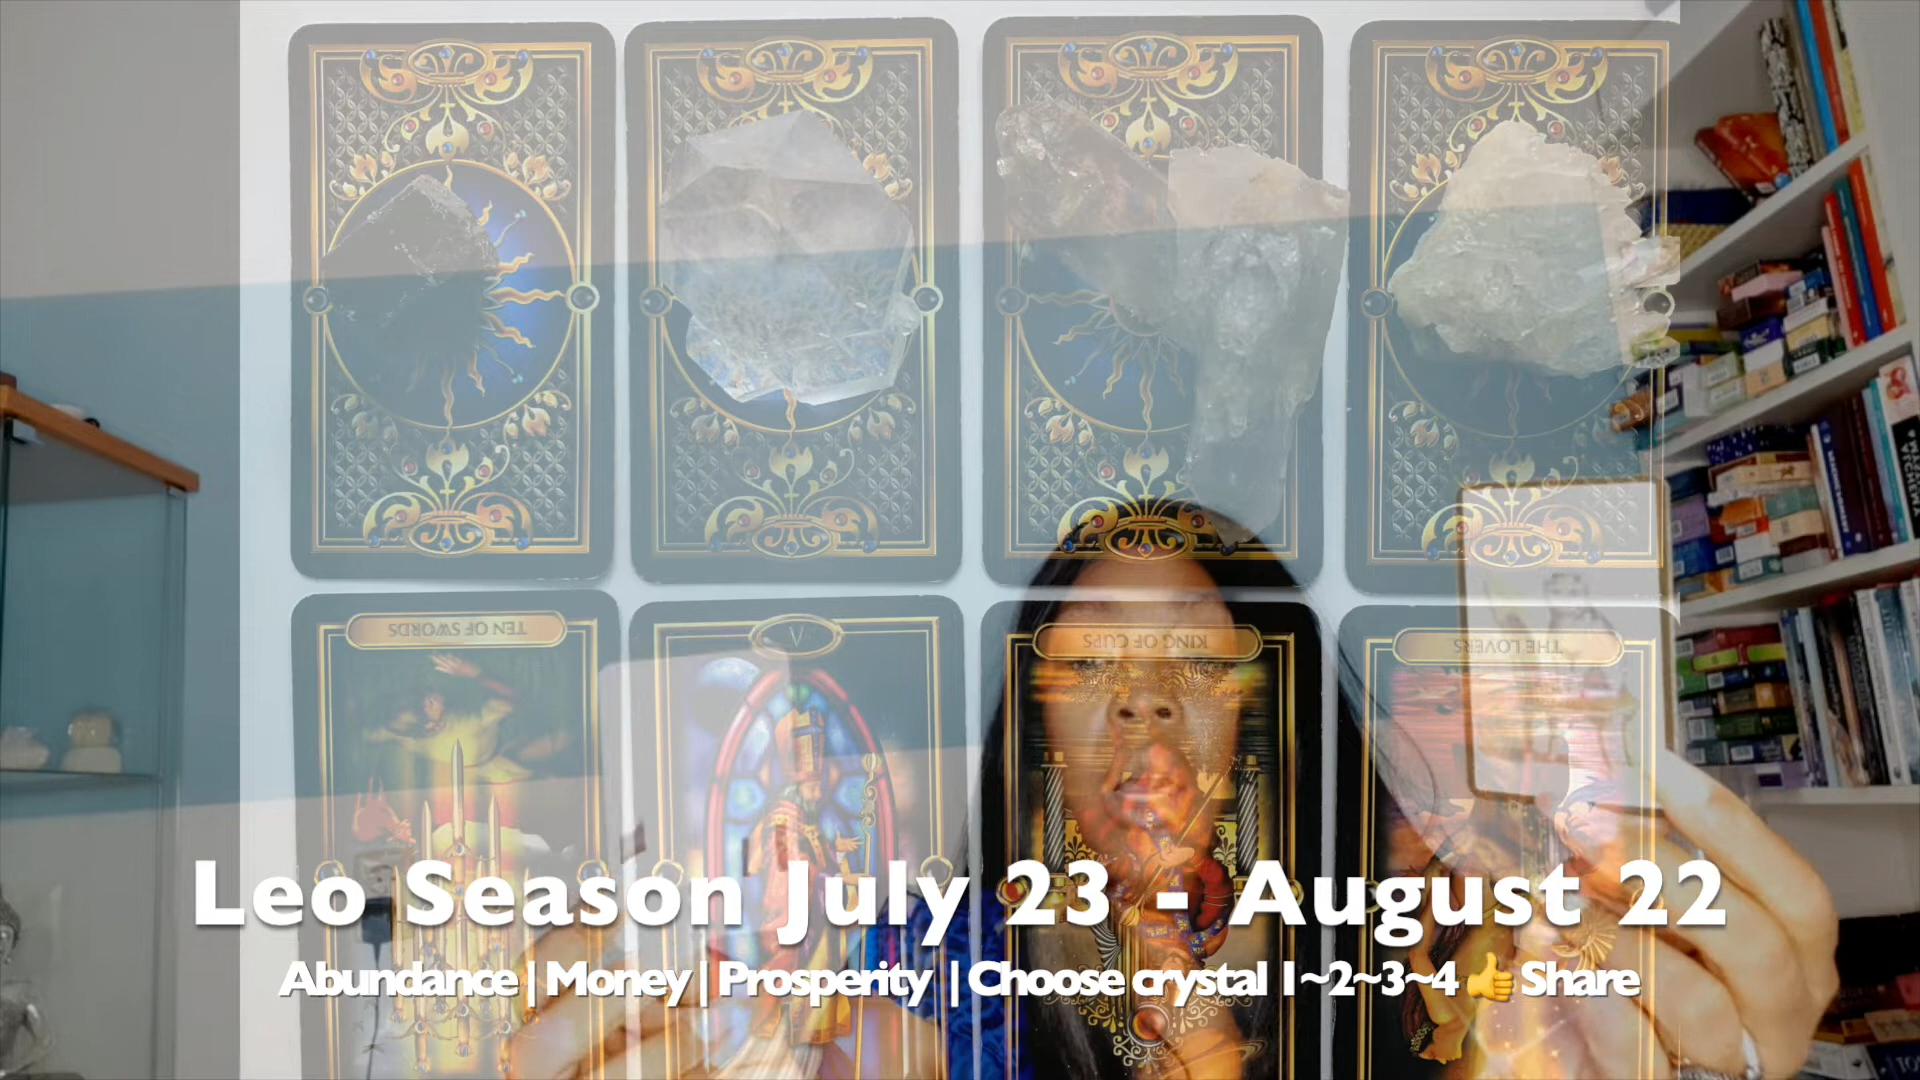 TEN OF SWORDS
V
KING OF CUPS
THE LOVERS
Leo Season July 23 - August 22
Abundance | Money | Prosperity | Choose crystal 1~2~3~4 👍 Share